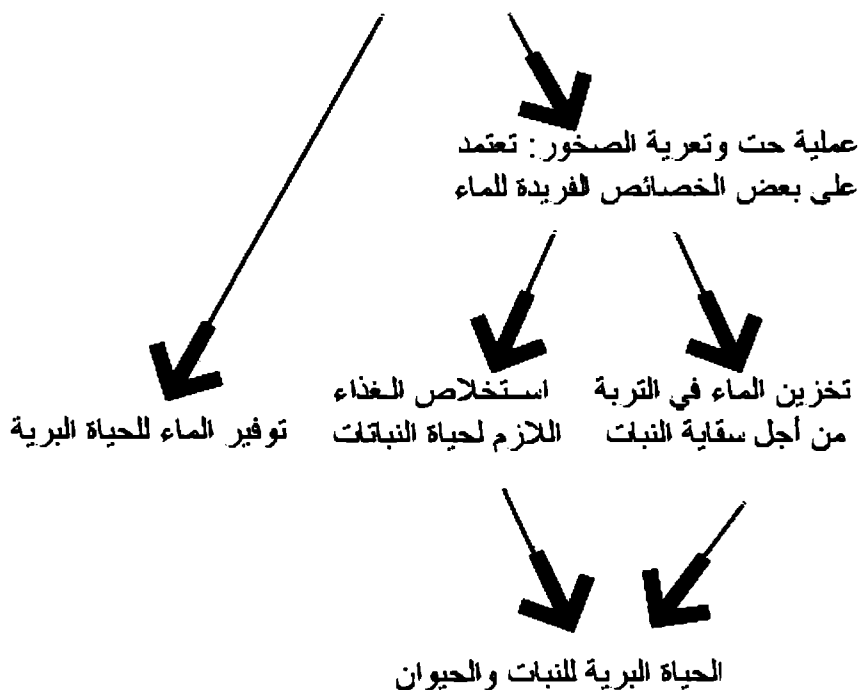 عملية حت وتعرية الصخور: تعتمد
على بعض الخصائص الفريدة للماء
تخزين الماء في التربة
من أجل سقاية النبات
استخلاص الغذاء
اللازم لحياة النباتات
توفير الماء للحياة البرية
الحياة البرية للنبات والحيوان